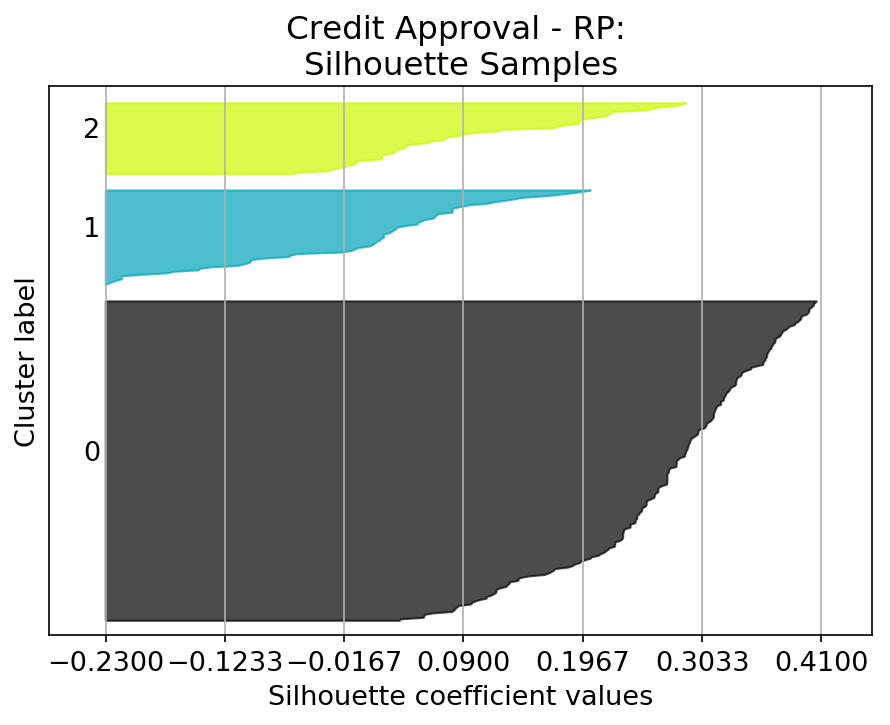 Credit Approval - RP:
Silhouette Samples
2
1
0
Cluster label
−0.2300 −0.1233 −0.0167 0.0900 0.1967 0.3033 0.4100
Silhouette coefficient values